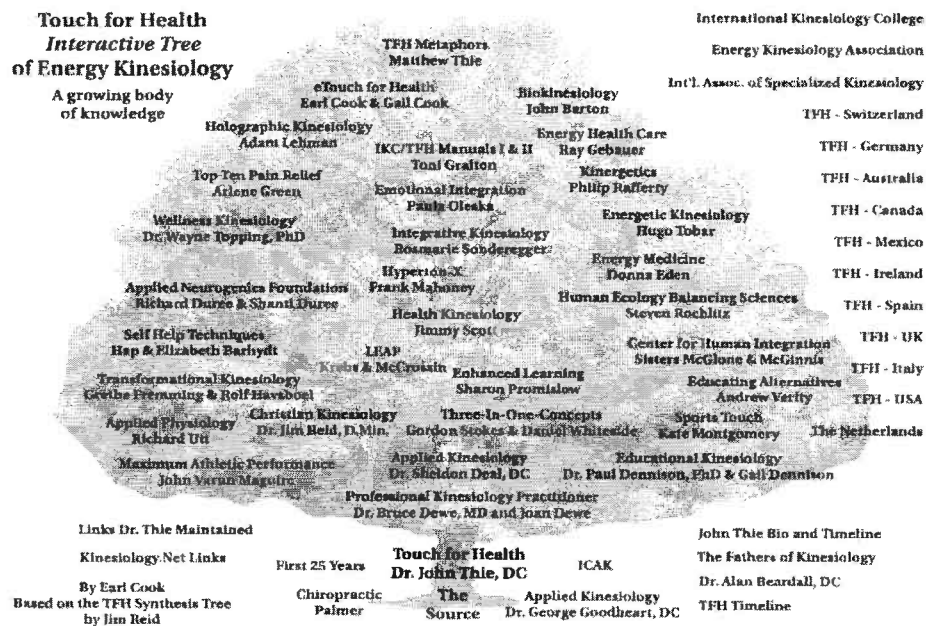 Touch for Health
Interactive Tree
of Energy Kinesiology
A growing body
of knowledge
TFH Metaphors
Matthew Thie
eTouch for Health
Earl Cook & Gail Cook
Biokinesiology
John Barton
Holographic Kinesiology
Adam Lehman
IKC/TFH Manuals I & II
Toni Gralton
Energy Health Care
Ray Gebauer
Top-Ten Pain Relief
Arlene Green
Emotional Integration
Paula Oleska
Kinergetics
Philip Rafferty
Wellness Kinesiology
Dr. Wayne Topping, PhD
Integrative Kinesiology
Rosmarie Sonderegger
Energetic Kinesiology
Hugo Tobar
Hyperton-X
Frank Mahoney
Energy Medicine
Donna Eden
Applied Neurogenics Foundation
Richard Duree & Shanti Duree
Health Kinesiology
Jimmy Scott
Human Ecology Balancing Sciences
Steven Rochlitz
Self Help Techniques
Hap & Elizabeth Barhydt
LEAP
Krebs & McCrossin
Center for Human Integration
Sisters McGlone & McGinnis
Transformational Kinesiology
Grethe Fremming & Rolf Havsboel
Enhanced Learning
Sharon Promislow
Educating Alternatives
Andrew Verity
Applied Physiology
Richard Utt
Christian Kinesiology
Dr. Jim Reid, D.Min.
Three-In-One-Concepts
Gordon Stokes & Daniel Whiteside
Sports Touch
Kate Montgomery
Maximum Athletic Performance
John Varun Maguire
Applied Kinesiology
Dr. Sheldon Deal, DC
Educational Kinesiology
Dr. Paul Dennison, PhD & Gail Dennison
Professional Kinesiology Practitioner
Dr. Bruce Dewe, MD and Joan Dewe
International Kinesiology College
Energy Kinesiology Association
Int'l. Assoc. of Specialized Kinesiology
TFH - Switzerland
TFH - Germany
TFH - Australia
TFH - Canada
TFH - Mexico
TFH - Ireland
TFH - Spain
TFH - UK
TFH - Italy
TFH - USA
The Netherlands
Links Dr. Thie Maintained
Kinesiology.Net Links
By Earl Cook
Based on the TFH Synthesis Tree
by Jim Reid
First 25 Years
Touch for Health
Dr. John Thie, DC
ICAK
Chiropractic
Palmer
The
Source
Applied Kinesiology
Dr. George Goodheart, DC
John Thie Bio and Timeline
The Fathers of Kinesiology
Dr. Alan Beardall, DC
TFH Timeline